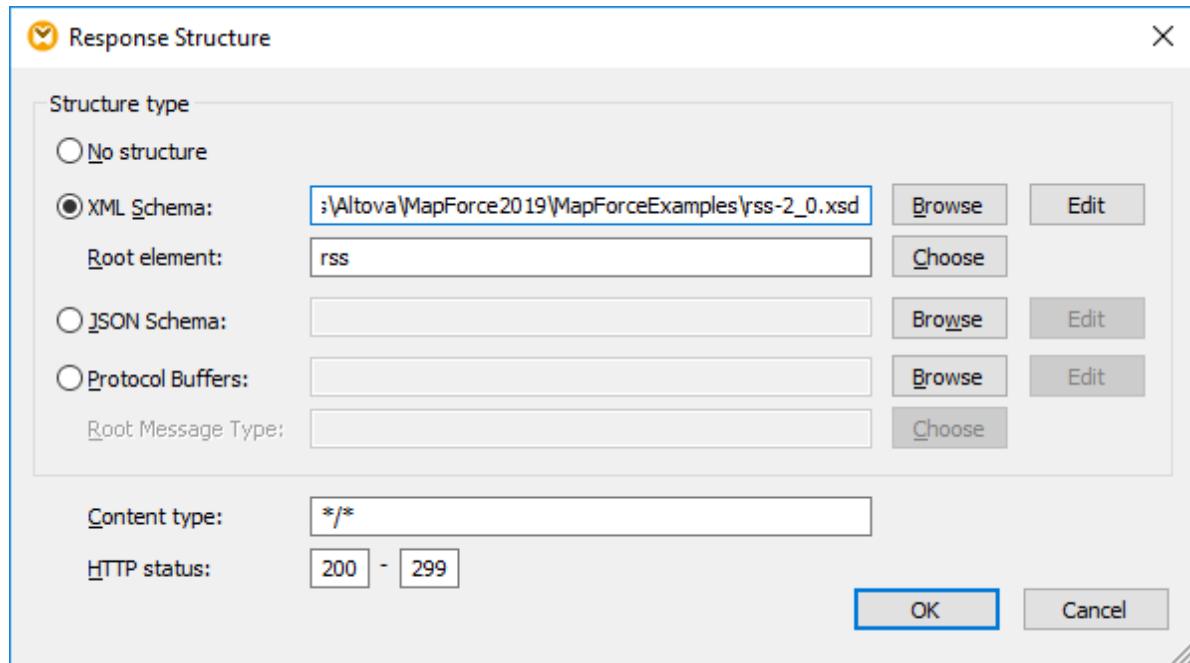 Response Structure
Structure type
No structure
XML Schema: s\Altova\MapForce2019\MapForceExamples\rss-2_0.xsd Browse Edit
Root element: rss Choose
JSON Schema: Browse Edit
Protocol Buffers: Browse Edit
Root Message Type: Choose
Content type: */*
HTTP status: 200 - 299
OK Cancel